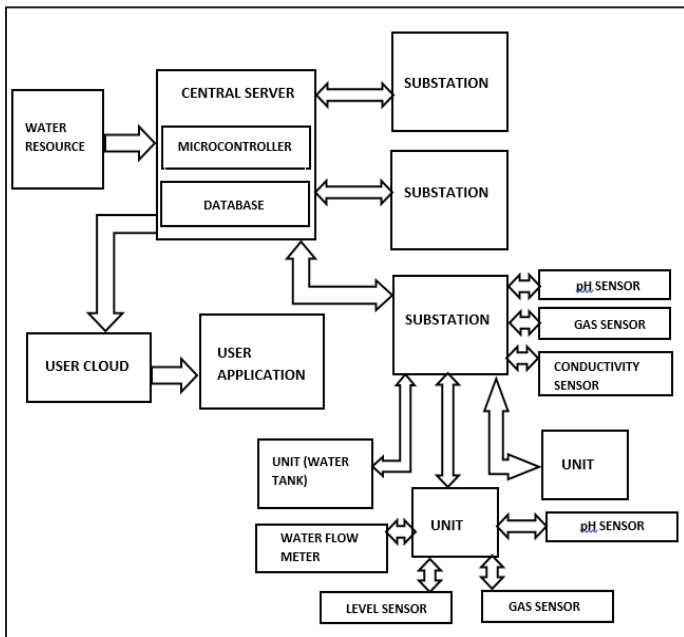 CENTRAL SERVER
MICROCONTROLLER
DATABASE
WATER
RESOURCE
SUBSTATION
SUBSTATION
SUBSTATION
pH SENSOR
GAS SENSOR
CONDUCTIVITY
SENSOR
USER CLOUD
USER
APPLICATION
UNIT (WATER
TANK)
UNIT
UNIT
WATER FLOW
METER
pH SENSOR
LEVEL SENSOR
GAS SENSOR